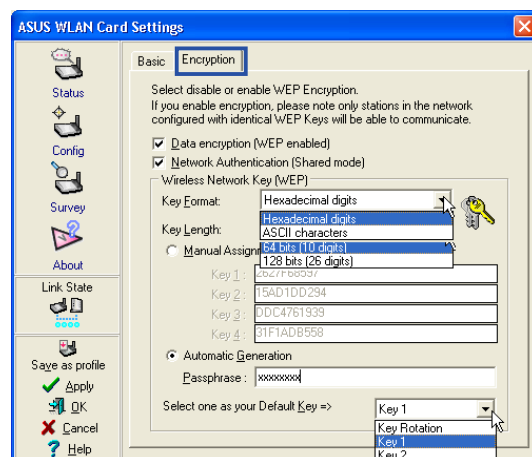 ASUS WLAN Card Settings
Status
Config
Survey
About
Link State
Save as profile
Apply
OK
Cancel
Help
Basic
Encryption
Select disable or enable WEP Encryption.
If you enable encryption, please note only stations in the network
configured with identical WEP Keys will be able to communicate.
Data encryption (WEP enabled)
Network Authentication (Shared mode)
Wireless Network Key (WEP)
Key Format: Hexadecimal digits
Hexadecimal digits
ASCII characters
Key Length:
64 bits (10 digits)
128 bits (26 digits)
Manual Assignm
Key 1 : 2627F68597
Key 2 : 15AD1DD294
Key 3 : DDC4761939
Key 4 : 31F1ADB558
Automatic Generation
Passphrase : xxxxxxxx
Select one as your Default Key => Key 1
Key Rotation
Key 1
Key 2